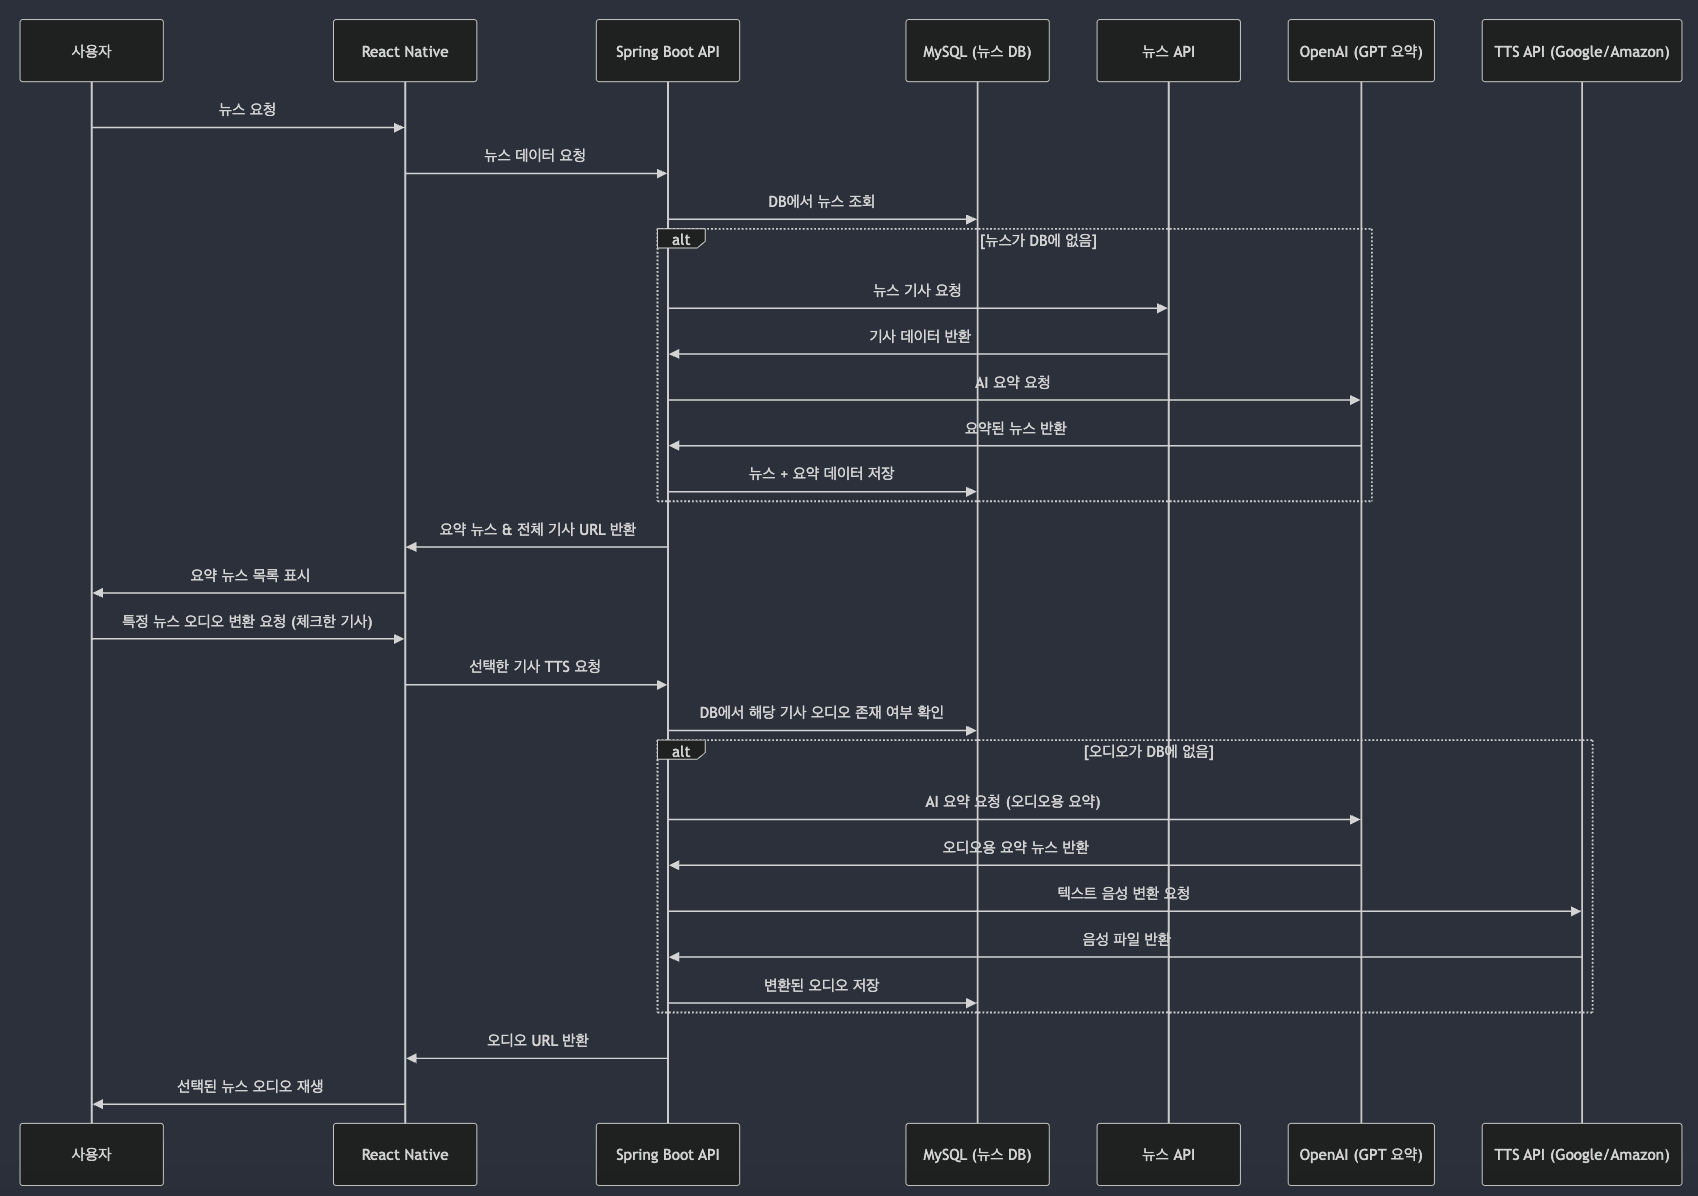 사용자
React Native
Spring Boot API
MySQL (뉴스 DB)
뉴스 API
OpenAI (GPT 요약)
TTS API (Google/Amazon)
뉴스 요청
뉴스 데이터 요청
DB에서 뉴스 조회
alt
[뉴스가 DB에 없음]
뉴스 기사 요청
기사 데이터 반환
AI 요약 요청
요약된 뉴스 반환
뉴스 + 요약 데이터 저장
요약 뉴스 & 전체 기사 URL 반환
요약 뉴스 목록 표시
특정 뉴스 오디오 변환 요청 (체크한 기사)
선택한 기사 TTS 요청
DB에서 해당 기사 오디오 존재 여부 확인
alt
[오디오가 DB에 없음]
AI 요약 요청 (오디오용 요약)
오디오용 요약 뉴스 반환
텍스트 음성 변환 요청
음성 파일 반환
변환된 오디오 저장
오디오 URL 반환
선택된 뉴스 오디오 재생
사용자
React Native
Spring Boot API
MySQL (뉴스 DB)
뉴스 API
OpenAI (GPT 요약)
TTS API (Google/Amazon)